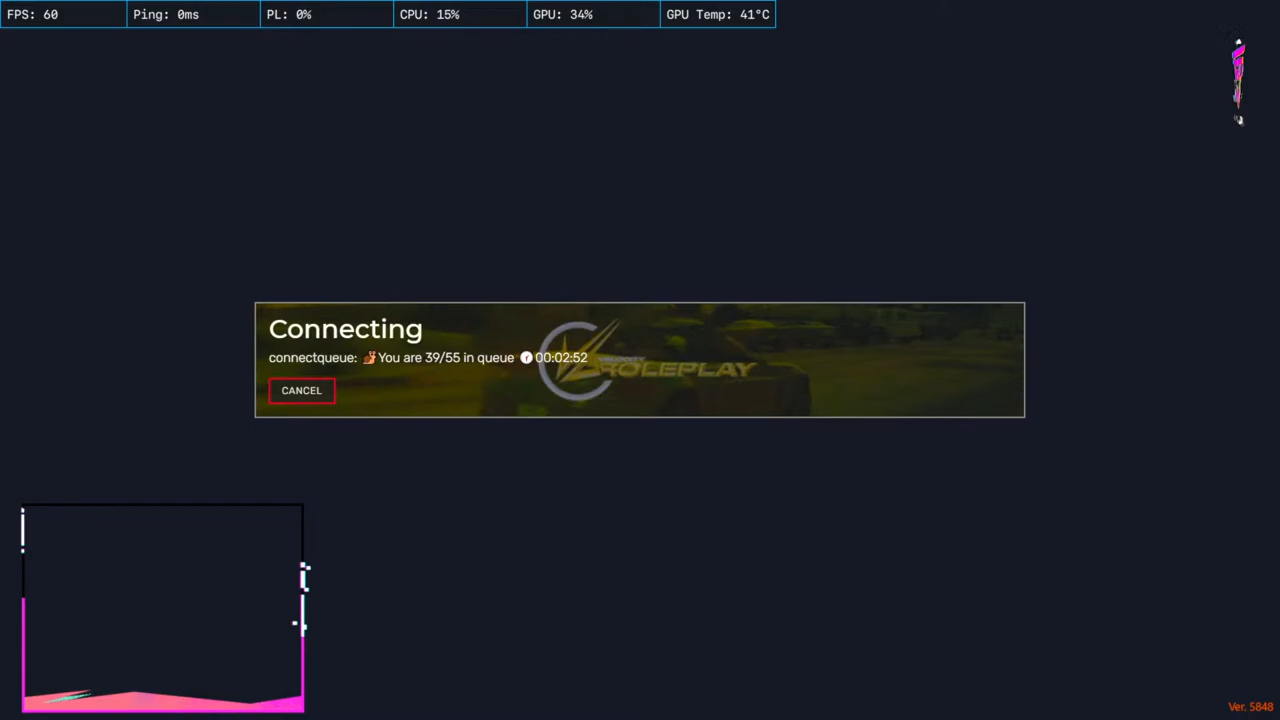 FPS: 60 Ping: 0ms PL: 0% CPU: 15% GPU: 34% GPU Temp: 41°C
Connecting
connectqueue: 🐌You are 39/55 in queue 🕐00:02:52
VELOCITY
ROLEPLAY
CANCEL
Ver. 5848